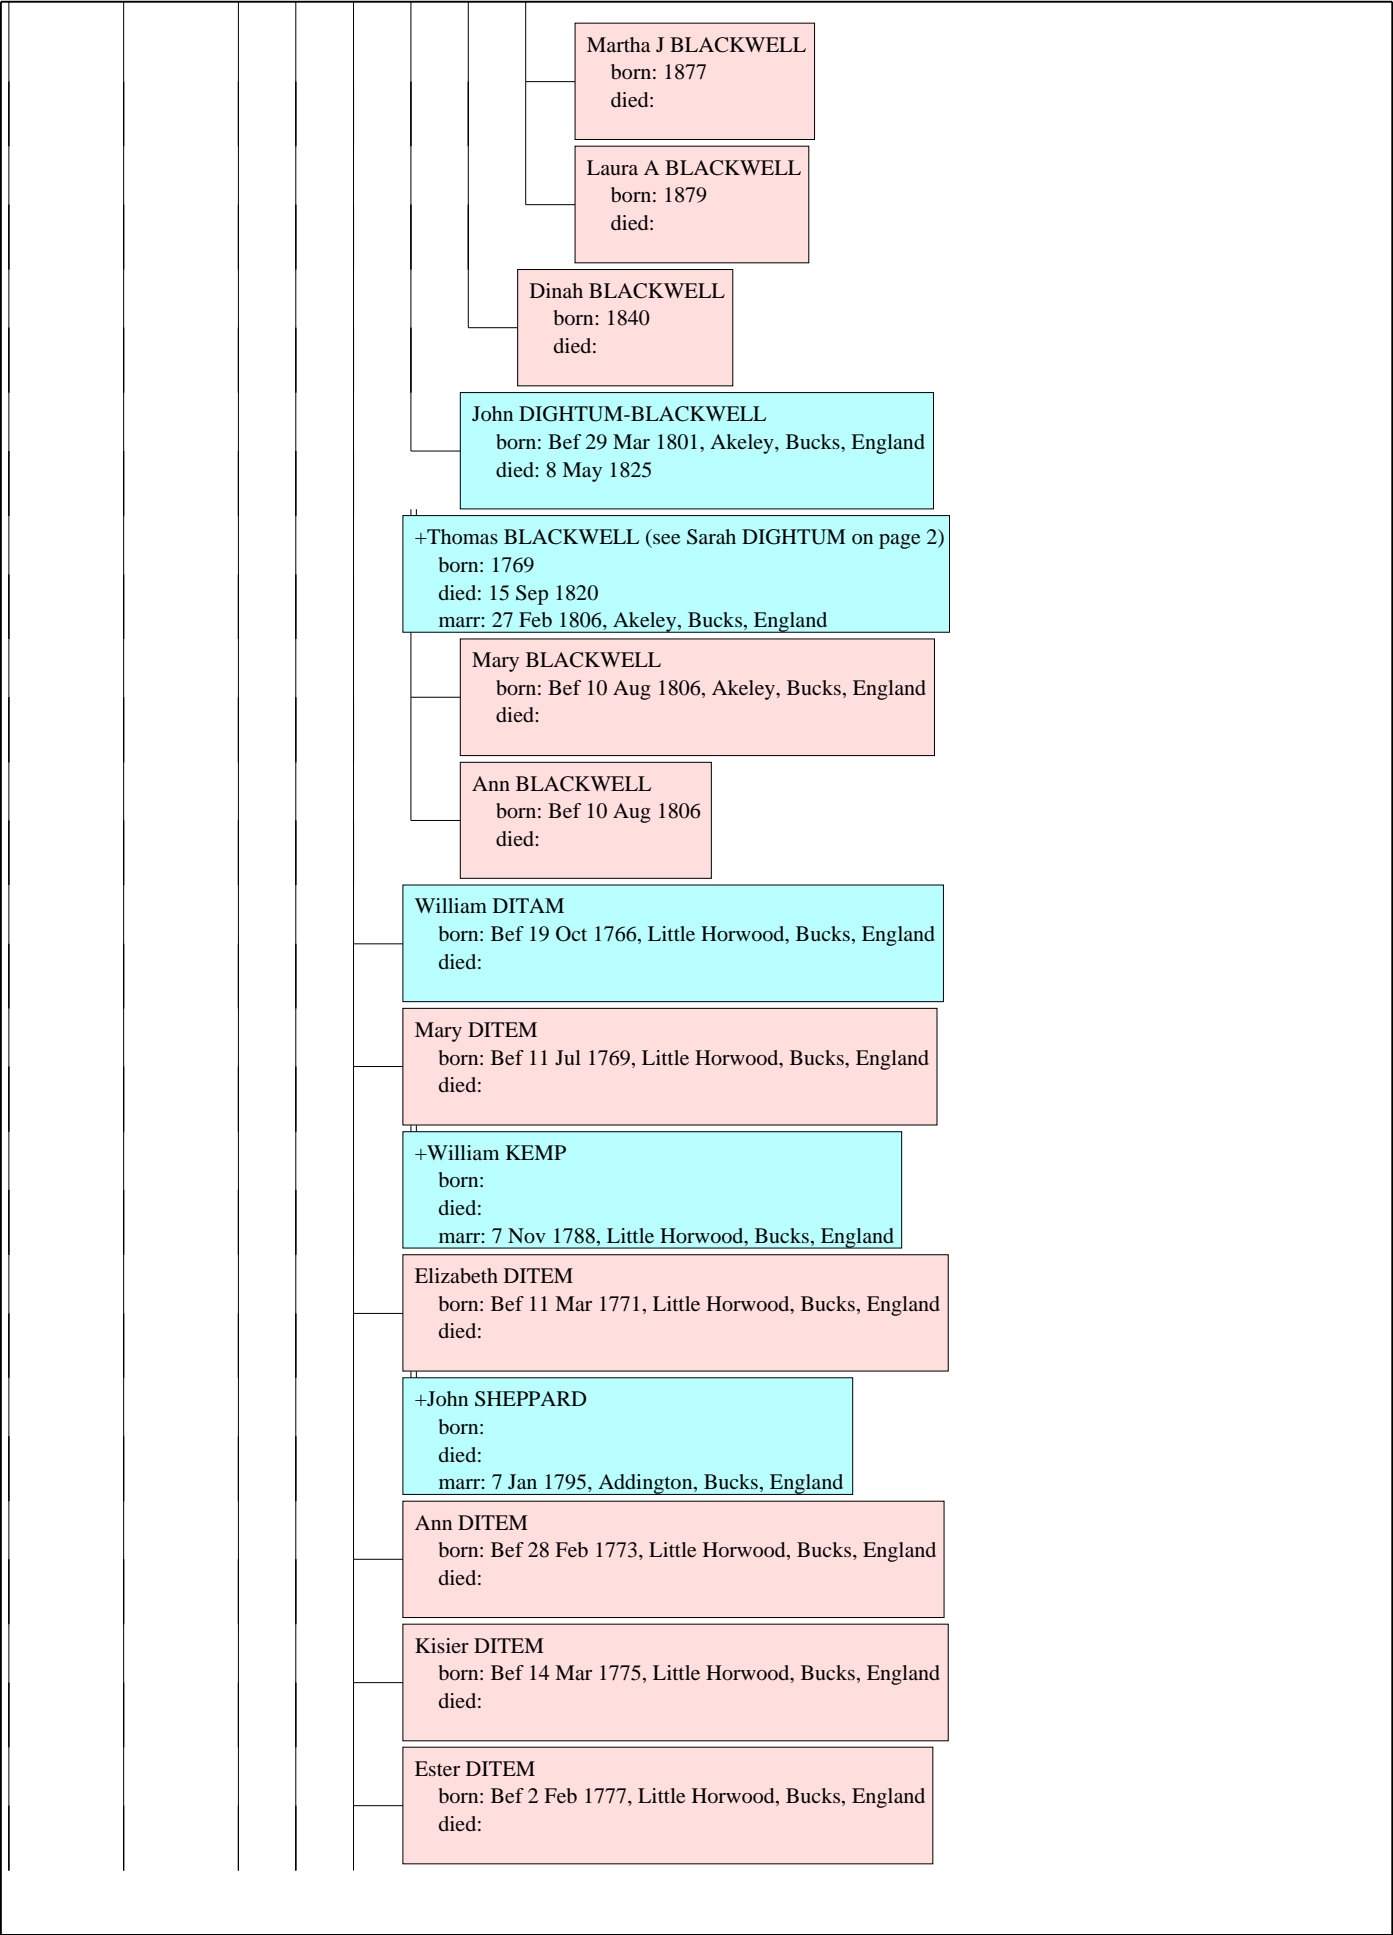 Martha J BLACKWELL
born: 1877
died:
Laura A BLACKWELL
born: 1879
died:
Dinah BLACKWELL
born: 1840
died:
John DIGHTUM-BLACKWELL
born: Bef 29 Mar 1801, Akeley, Bucks, England
died: 8 May 1825
+Thomas BLACKWELL (see Sarah DIGHTUM on page 2)
born: 1769
died: 15 Sep 1820
marr: 27 Feb 1806, Akeley, Bucks, England
Mary BLACKWELL
born: Bef 10 Aug 1806, Akeley, Bucks, England
died:
Ann BLACKWELL
born: Bef 10 Aug 1806
died:
William DITAM
born: Bef 19 Oct 1766, Little Horwood, Bucks, England
died:
Mary DITEM
born: Bef 11 Jul 1769, Little Horwood, Bucks, England
died:
+William KEMP
born:
died:
marr: 7 Nov 1788, Little Horwood, Bucks, England
Elizabeth DITEM
born: Bef 11 Mar 1771, Little Horwood, Bucks, England
died:
+John SHEPPARD
born:
died:
marr: 7 Jan 1795, Addington, Bucks, England
Ann DITEM
born: Bef 28 Feb 1773, Little Horwood, Bucks, England
died:
Kisier DITEM
born: Bef 14 Mar 1775, Little Horwood, Bucks, England
died:
Ester DITEM
born: Bef 2 Feb 1777, Little Horwood, Bucks, England
died: